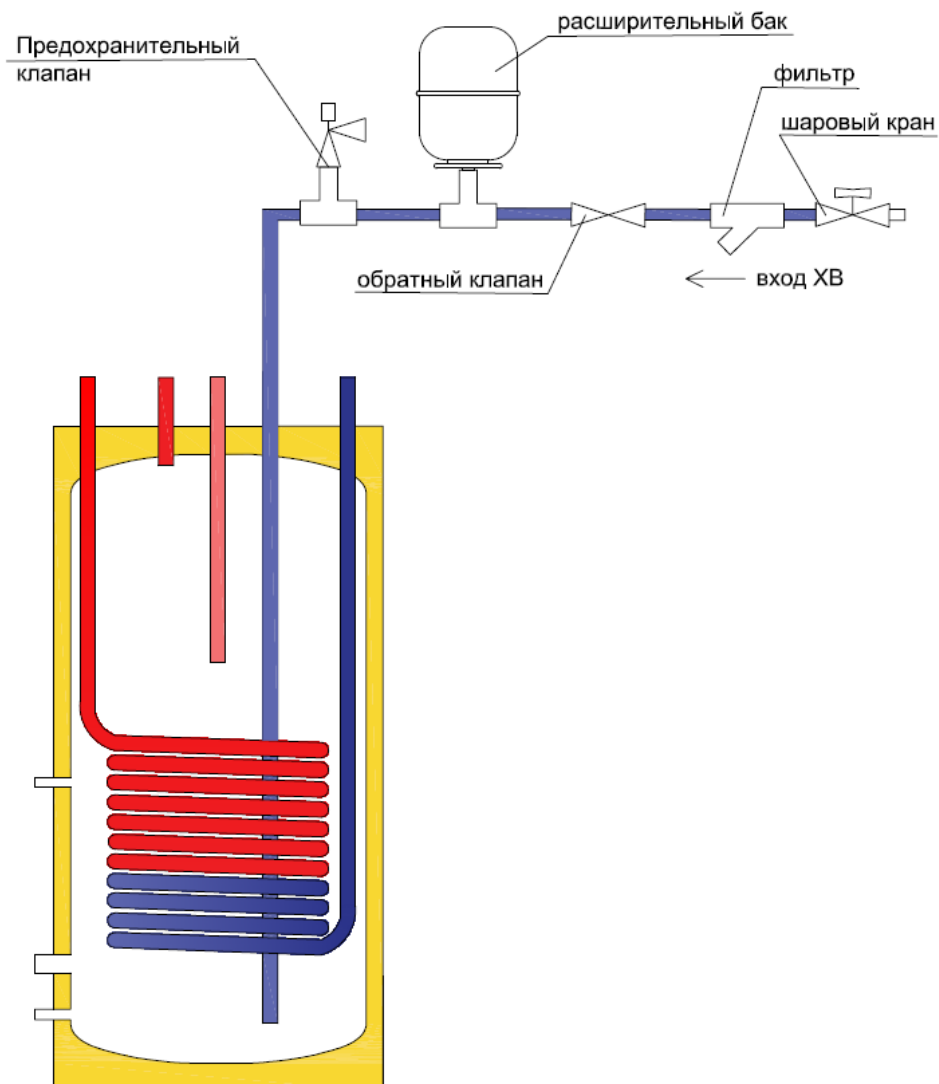 Предохранительный
клапан
расширительный бак
фильтр
шаровый кран
обратный клапан
вход ХВ